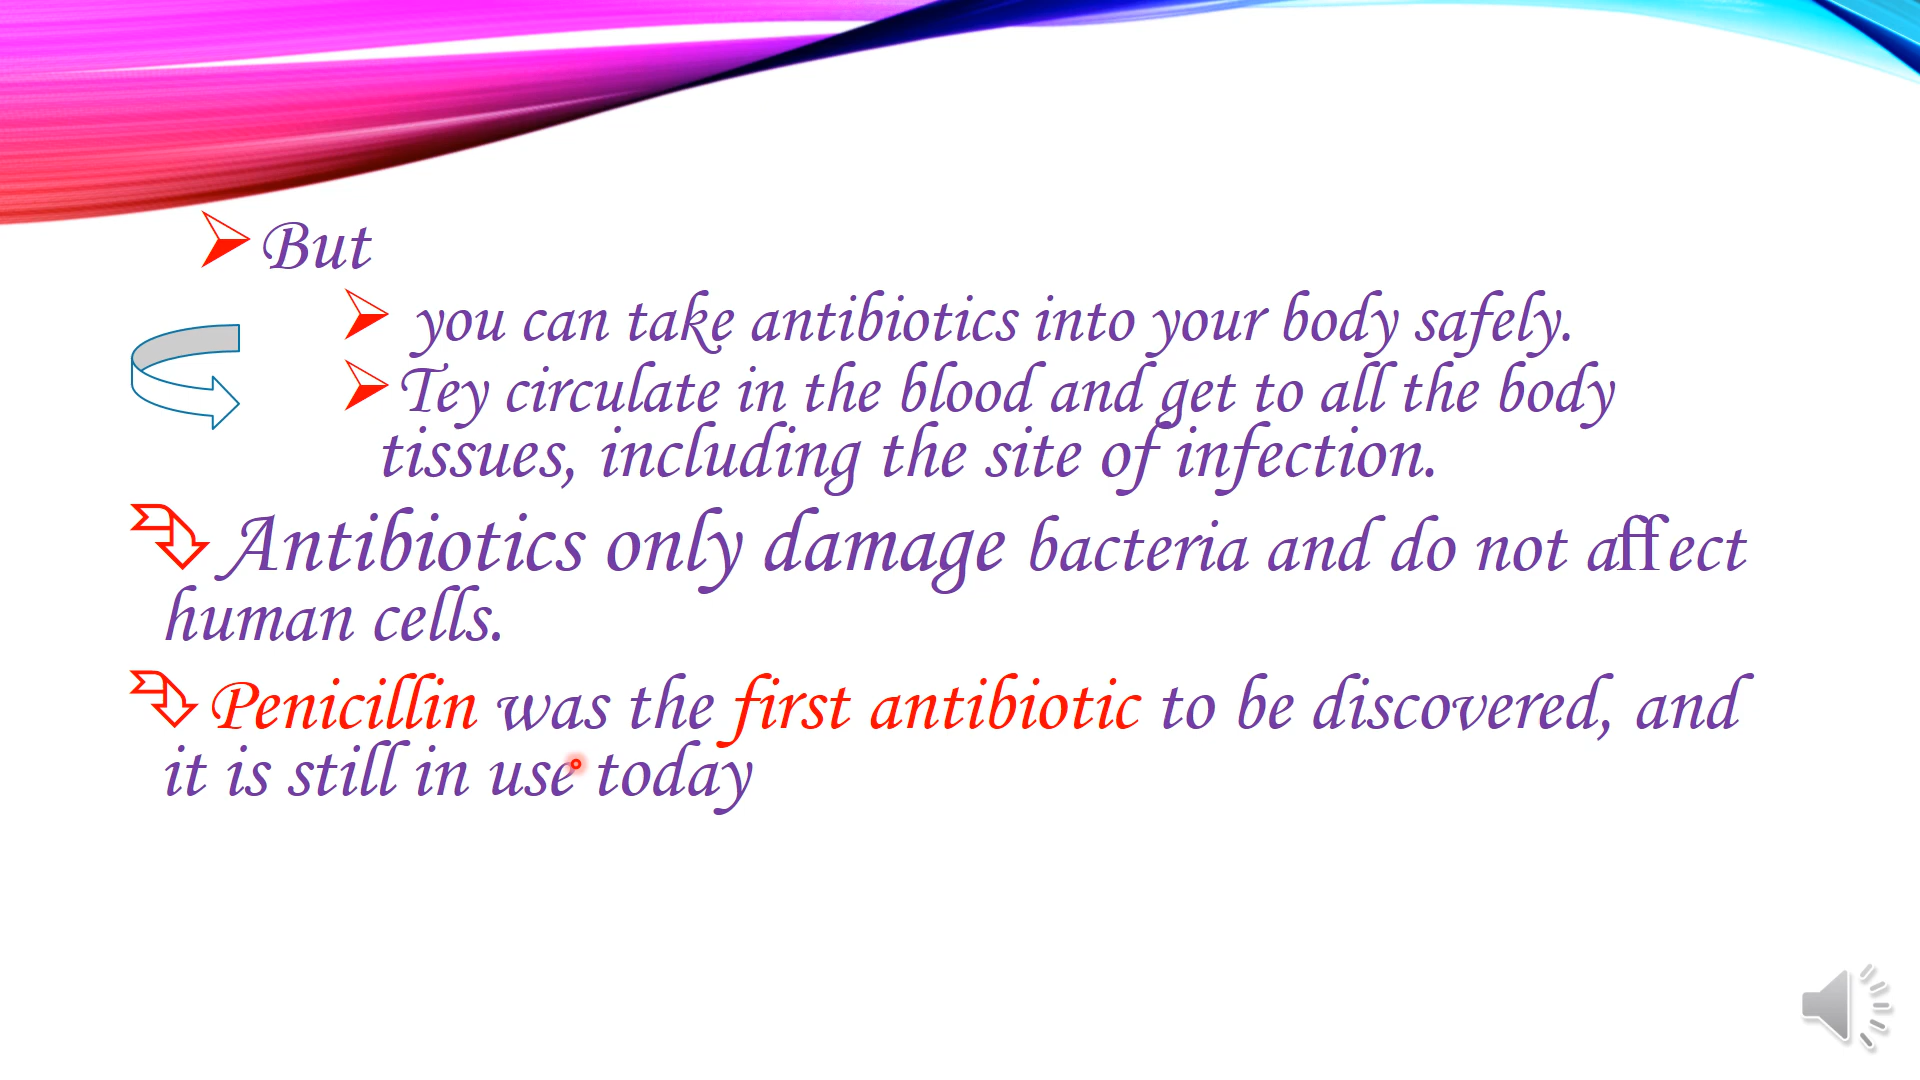 But
you can take antibiotics into your body safely.
Tey circulate in the blood and get to all the body
tissues, including the site of infection.
Antibiotics only damage bacteria and do not affect
human cells.
Penicillin was the first antibiotic to be discovered, and
it is still in use today